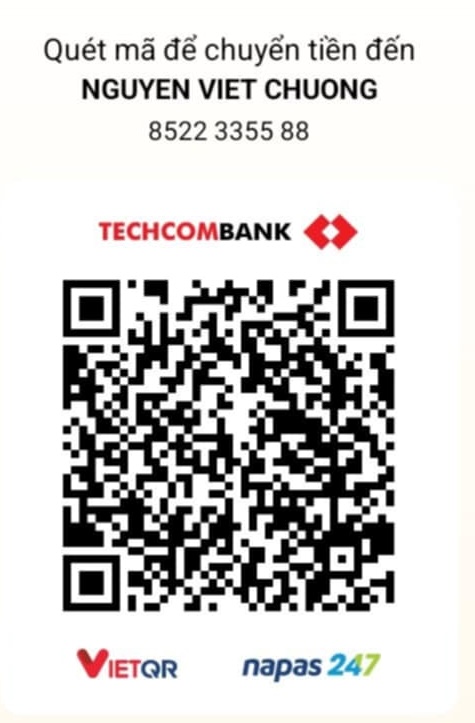 Quét mã để chuyển tiền đến
NGUYEN VIET CHUONG
8522 3355 88
TECHCOMBANK
VIETQR
napas 247